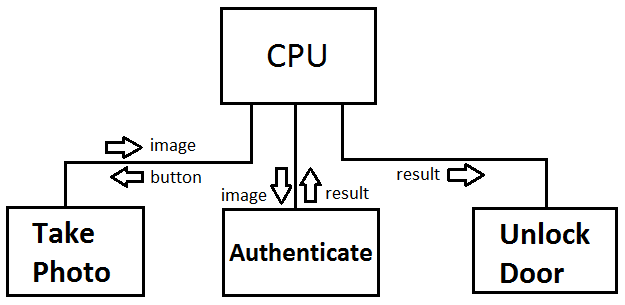 CPU
image
button
image
result
result
Take
Photo
Authenticate
Unlock
Door